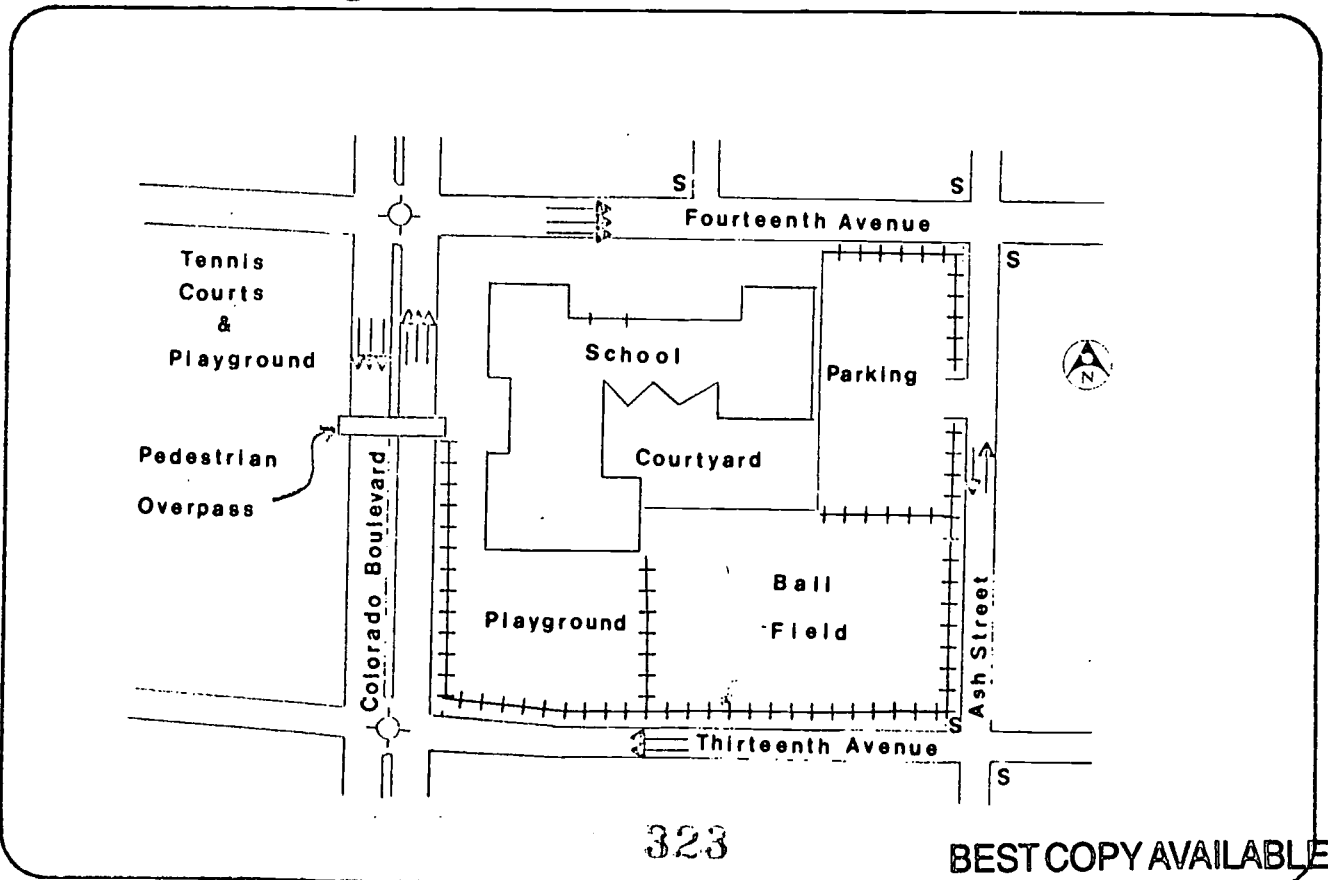 S
S
Fourteenth Avenue
S
Tennis
Courts
&
Playground
School
Parking
N
Pedestrian
Overpass
Courtyard
Colorado Boulevard
Ball
Field
Playground
Ash Street
S
Thirteenth Avenue
S
323
BEST COPY AVAILABLE